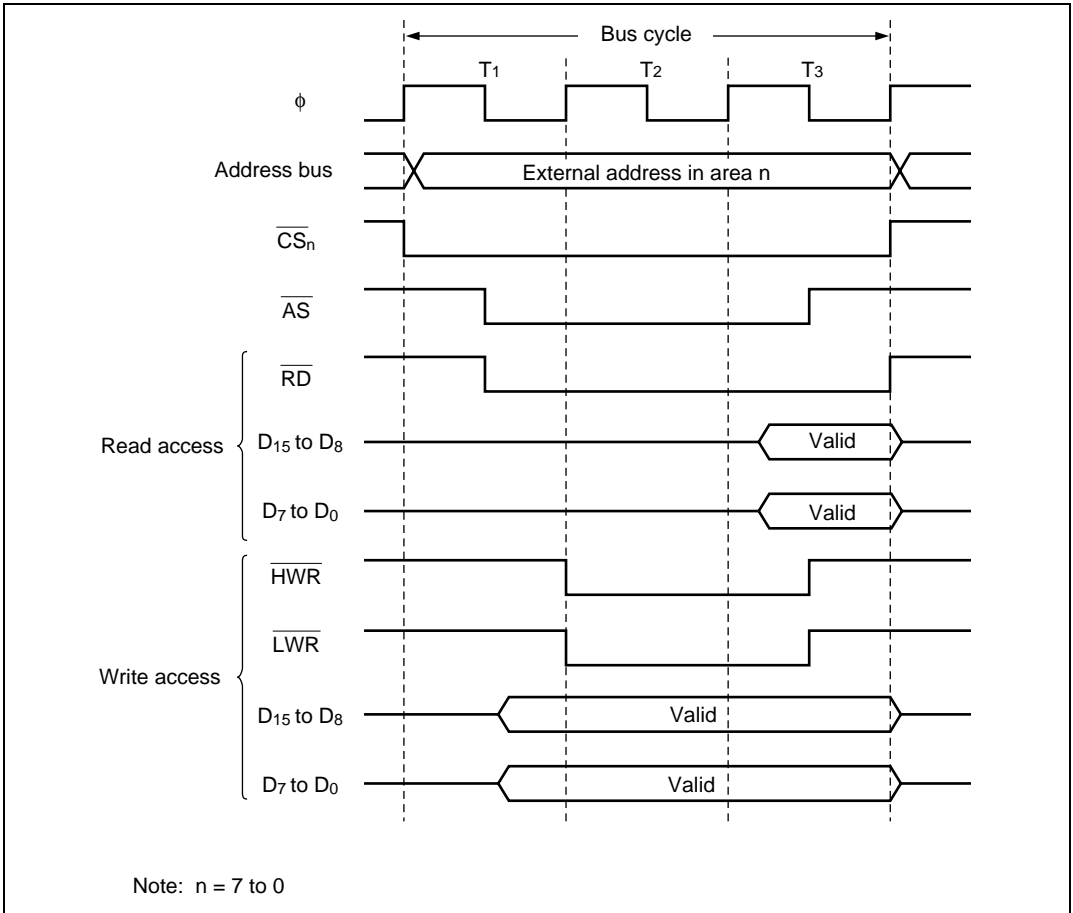 Bus cycle
T1 T2 T3
ϕ
Address bus External address in area n
CSn
AS
RD
Read access D15 to D8 Valid
D7 to D0 Valid
HWR
LWR
Write access
D15 to D8 Valid
D7 to D0 Valid
Note: n = 7 to 0